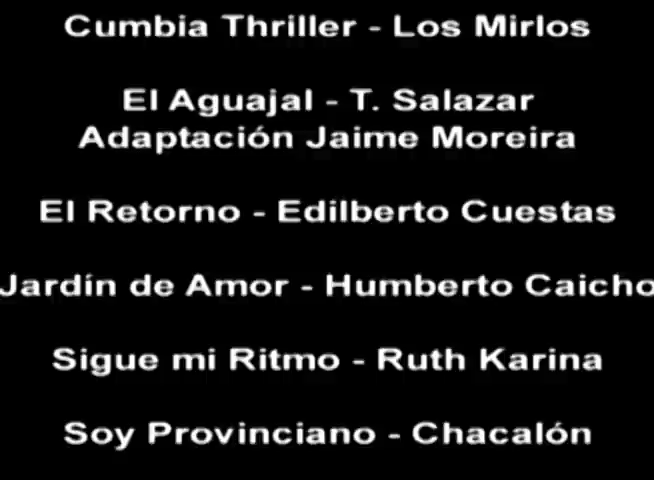 Cumbia Thriller - Los Mirlos
El Aguajal - T. Salazar
Adaptación Jaime Moreira
El Retorno - Edilberto Cuestas
Jardín de Amor - Humberto Caicho
Sigue mi Ritmo - Ruth Karina
Soy Provinciano - Chacalón